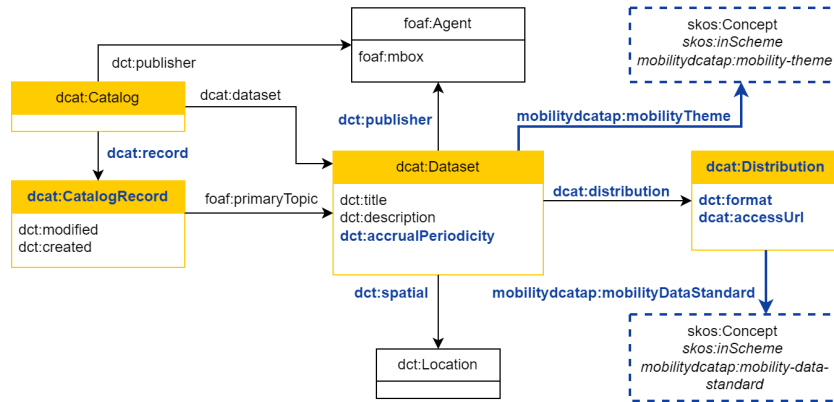 foaf:Agent
foaf:mbox
skos:Concept
skos:inScheme
mobilitydcatap:mobility-theme
dct:publisher
dcat:Catalog
dcat:dataset
dct:publisher
mobilitydcatap:mobilityTheme
dcat:record
dcat:Dataset
dct:title
dct:description
dct:accrualPeriodicity
dcat:Distribution
dct:format
dcat:accessUrl
dcat:CatalogRecord
dct:modified
dct:created
foaf:primaryTopic
dcat:distribution
dct:spatial
mobilitydcatap:mobilityDataStandard
dct:Location
skos:Concept
skos:inScheme
mobilitydcatap:mobility-data-
standard